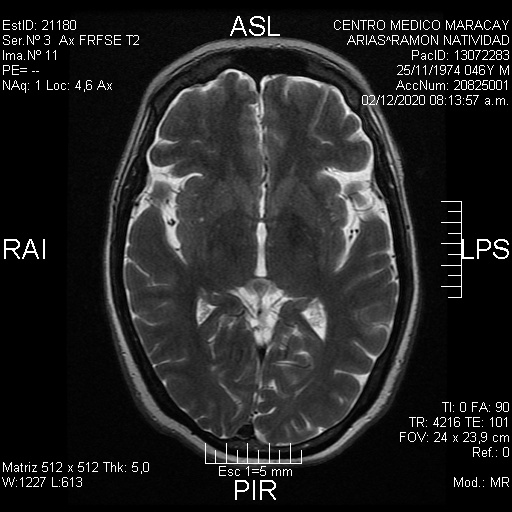 EstID: 21180
Ser.Nº 3 Ax FRFSE T2
Ima.Nº 11
PE= --
NAq: 1 Loc: 4,6 Ax
ASL
CENTRO MEDICO MARACAY
ARIAS^RAMON NATIVIDAD
PacID: 13072283
25/11/1974 046Y M
AccNum: 20825001
02/12/2020 08:13:57 a.m.
RAI
LPS
TI: 0 FA: 90
TR: 4216 TE: 101
FOV: 24 x 23,9 cm
Ref.: 0
Mod.: MR
Matriz 512 x 512 Thk: 5,0
W:1227 L:613
Esc 1=5 mm
PIR